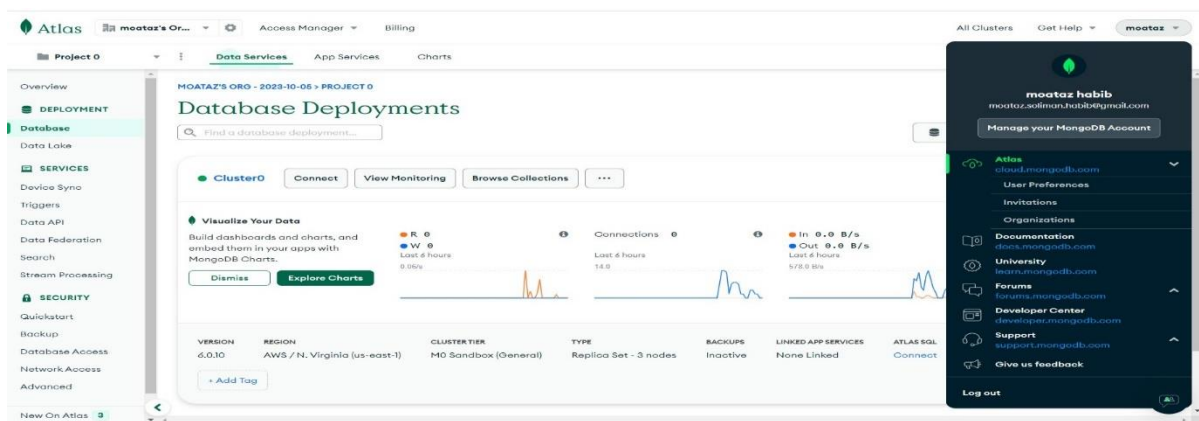 Atlas
moataz's Or...
Access Manager
Billing
All Clusters
Get Help
moataz
Project 0
Data Services
App Services
Charts
Overview
DEPLOYMENT
Database
Data Lake
SERVICES
Device Sync
Triggers
Data API
Data Federation
Search
Stream Processing
SECURITY
Quickstart
Backup
Database Access
Network Access
Advanced
New On Atlas 3
MOATAZ'S ORG - 2023-10-05 > PROJECT 0
Database Deployments
Find a database deployment...
Cluster0
Connect
View Monitoring
Browse Collections
...
Visualize Your Data
Build dashboards and charts, and
embed them in your apps with
MongoDB Charts.
Dismiss
Explore Charts
R 0
W 0
Last 6 hours
0.06/s
Connections 0
Last 6 hours
14.0
In 0.0 B/s
Out 0.0 B/s
Last 6 hours
578.0 B/s
VERSION
6.0.10
REGION
AWS / N. Virginia (us-east-1)
CLUSTER TIER
M0 Sandbox (General)
TYPE
Replica Set - 3 nodes
BACKUPS
Inactive
LINKED APP SERVICES
None Linked
ATLAS SQL
Connect
+ Add Tag
moataz habib
moataz.soliman.habib@gmail.com
Manage your MongoDB Account
Atlas
cloud.mongodb.com
User Preferences
Invitations
Organizations
Documentation
docs.mongodb.com
University
learn.mongodb.com
Forums
forums.mongodb.com
Developer Center
developer.mongodb.com
Support
support.mongodb.com
Give us feedback
Log out